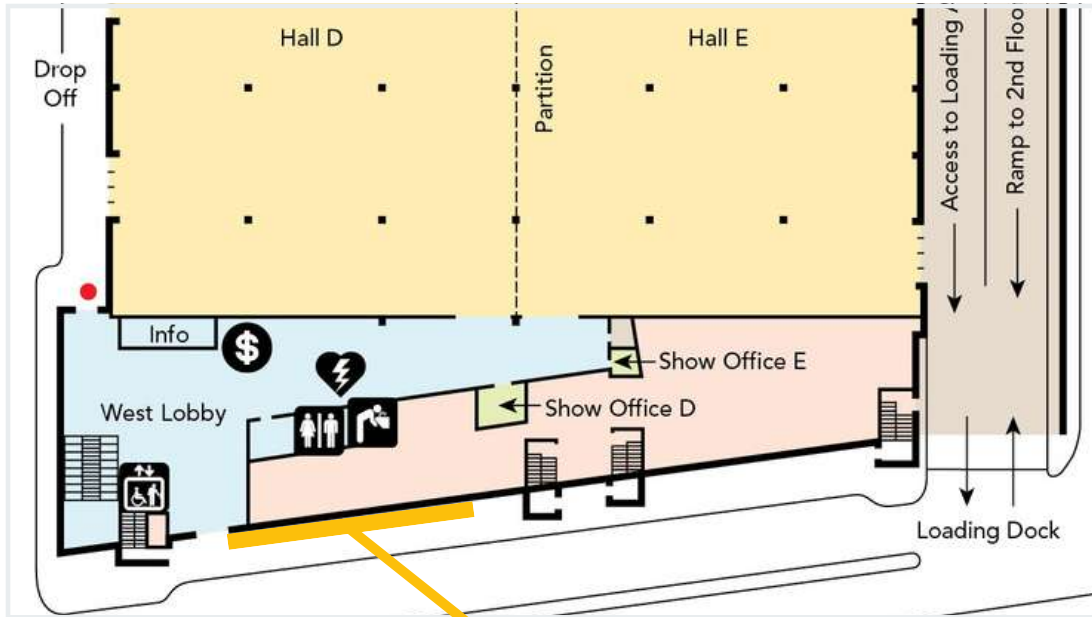 Hall D
Hall E
Drop
Off
Partition
Access to Loading
Ramp to 2nd Floor
Info
$
Show Office E
West Lobby
Show Office D
Loading Dock